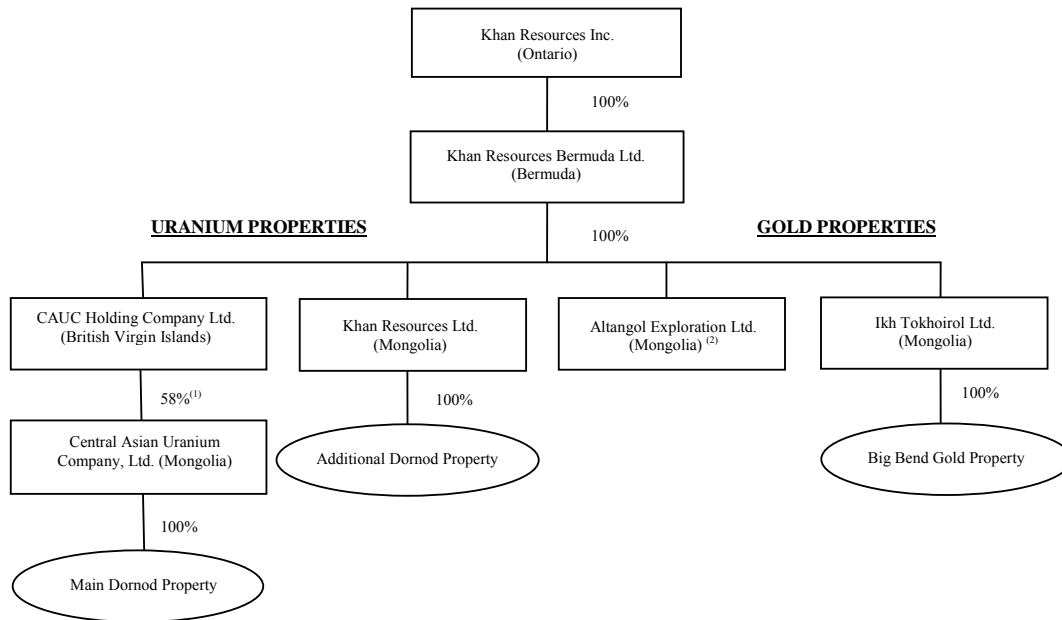 Khan Resources Inc.
(Ontario)
100%
Khan Resources Bermuda Ltd.
(Bermuda)
URANIUM PROPERTIES
100%
GOLD PROPERTIES
CAUC Holding Company Ltd.
(British Virgin Islands)
Khan Resources Ltd.
(Mongolia)
Altangol Exploration Ltd.
(Mongolia) (2)
Ikh Tokhoirol Ltd.
(Mongolia)
58%(1)
100%
100%
Central Asian Uranium
Company, Ltd. (Mongolia)
Additional Dornod Property
Big Bend Gold Property
100%
Main Dornod Property